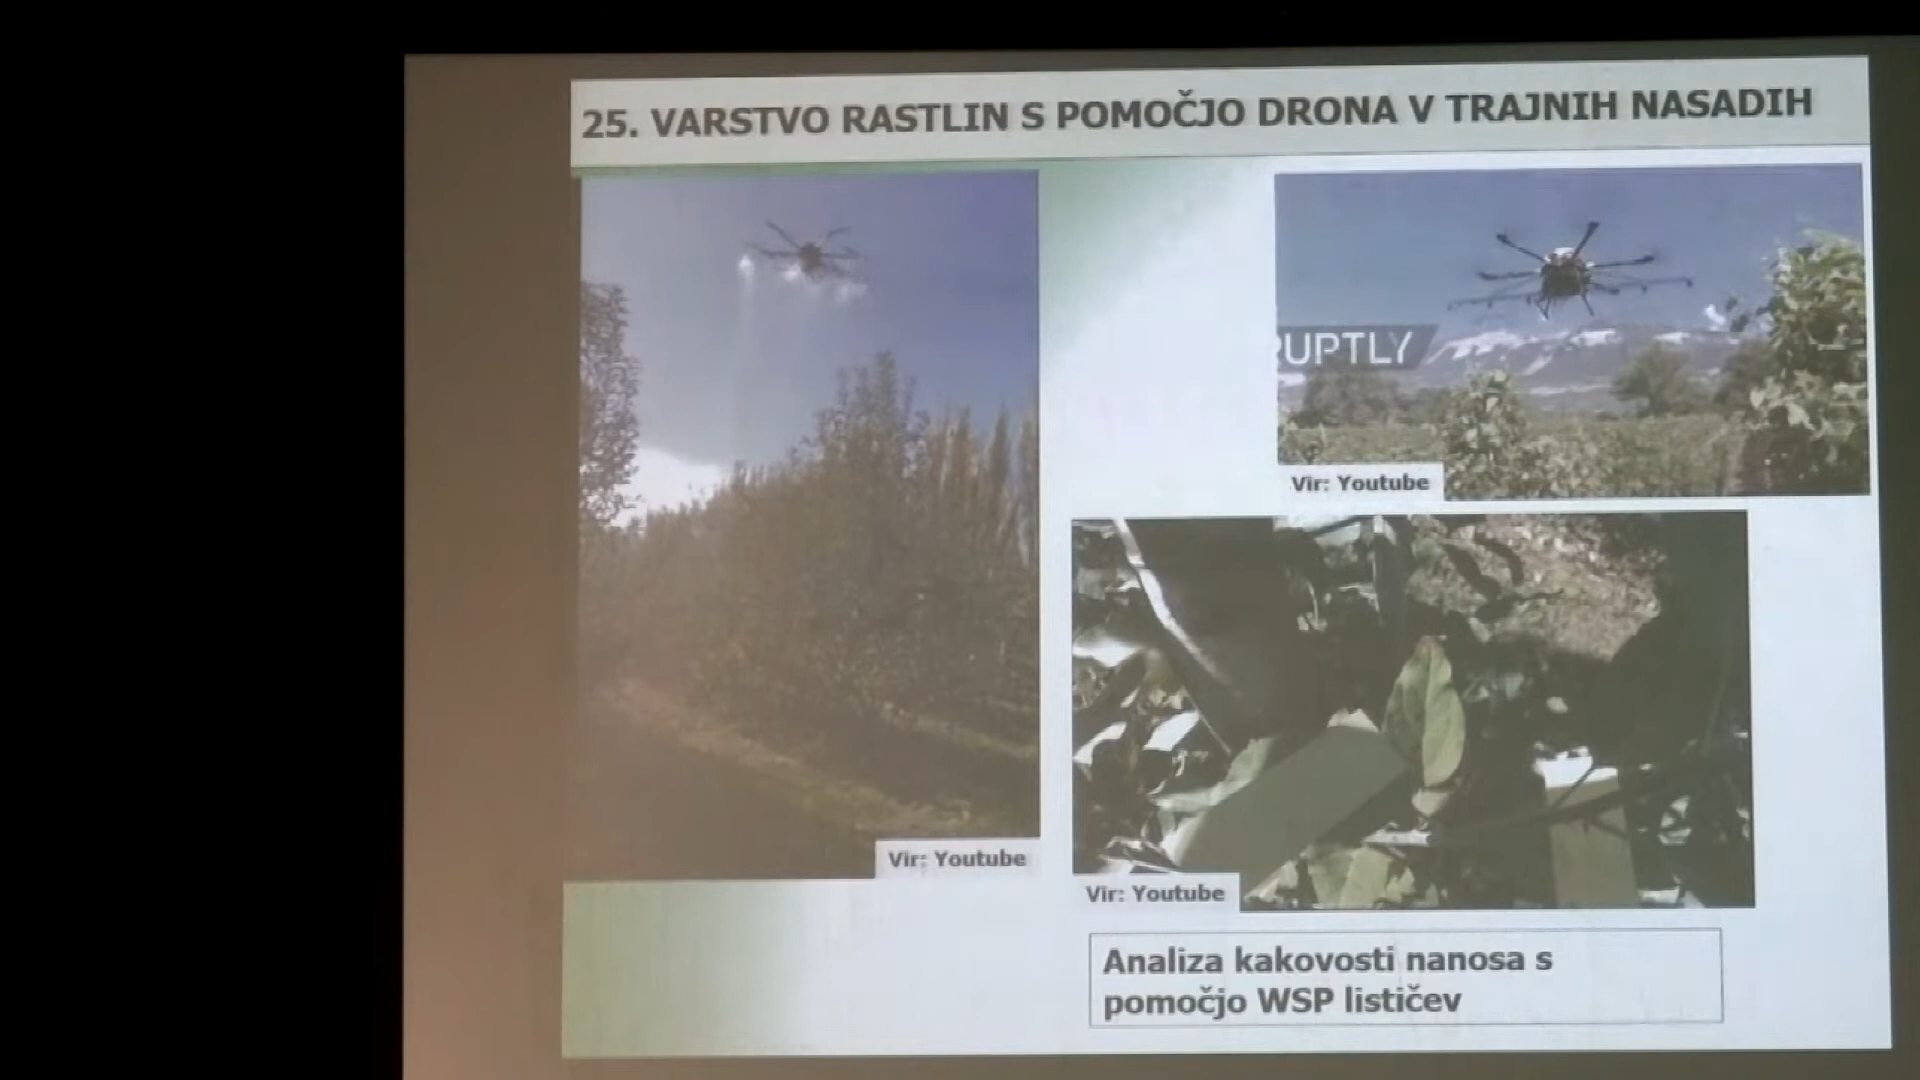 25. VARSTVO RASTLIN S POMOČJO DRONA V TRAJNIH NASADIH
RUPTLY
Vir: Youtube
Vir: Youtube
Vir: Youtube
Analiza kakovosti nanosa s
pomočjo WSP lističev